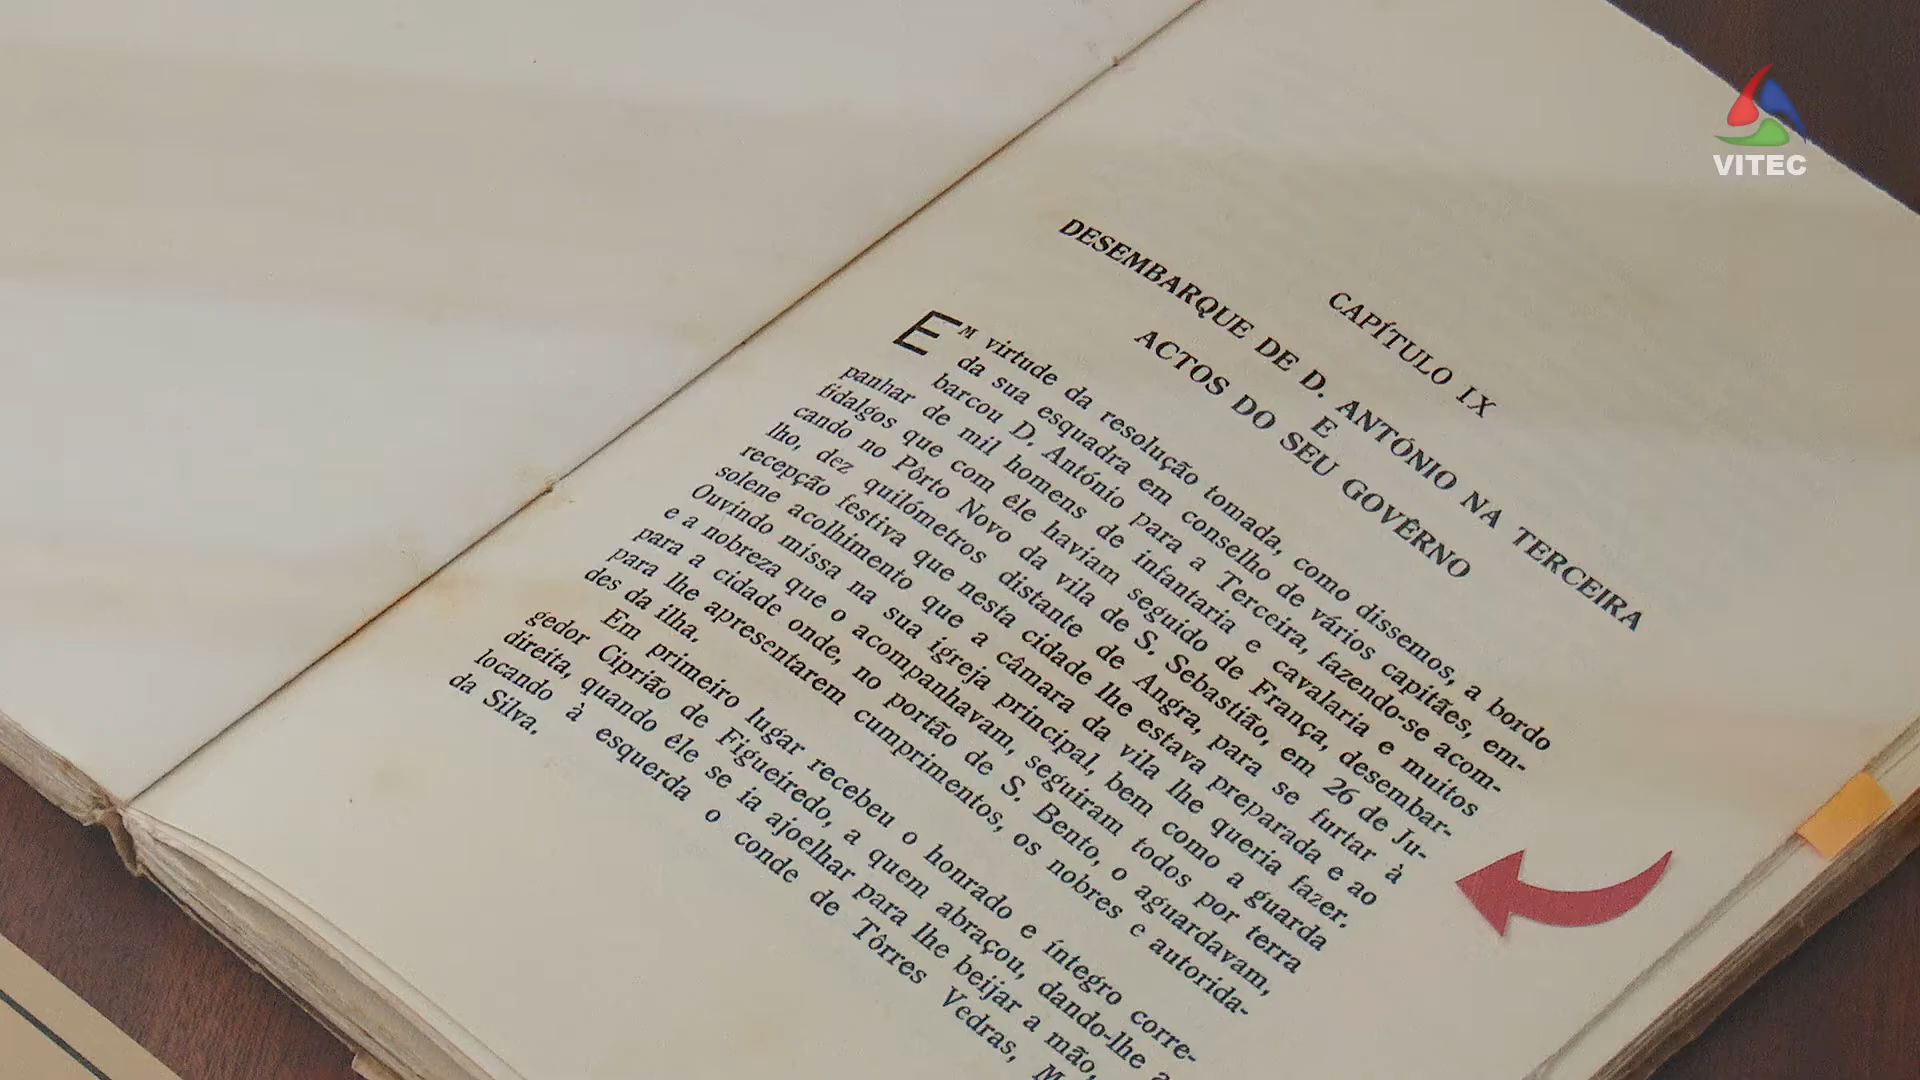 VITEC
CAPÍTULO IX
DESEMBARQUE DE D. ANTÓNIO NA TERCEIRA
E
ACTOS DO SEU GOVÊRNO
EM virtude da resolução tomada, como dissemos, a bordo
da sua esquadra em conselho de vários capitães, em-
barcou D. António para a Terceira, fazendo-se acom-
panhar de mil homens de infantaria e cavalaria e muitos
fidalgos que com êle haviam seguido de França, desembar-
cando no Pôrto Novo da vila de S. Sebastião, em 26 de Ju-
lho, dez quilómetros distante de Angra, para se furtar à
recepção festiva que nesta cidade lhe estava preparada e ao
solene acolhimento que a câmara da vila lhe queria fazer.
Ouvindo missa na sua igreja principal, bem como a guarda
e a nobreza que o acompanhavam, seguiram todos por terra
para a cidade onde, no portão de S. Bento, o aguardavam,
para lhe apresentarem cumprimentos, os nobres e autorida-
des da ilha.
Em primeiro lugar recebeu o honrado e íntegro corre-
gedor Ciprião de Figueiredo, a quem abraçou, dando-lhe a
direita, quando êle se ia ajoelhar para lhe beijar a mão,
locando à esquerda o conde de Tôrres Vedras, M
da Silva.